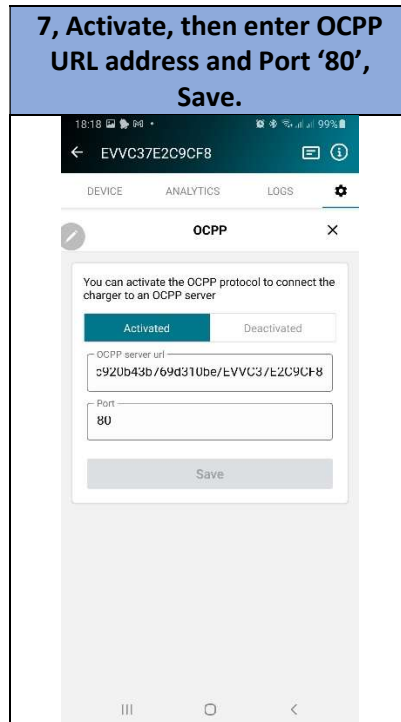 7, Activate, then enter OCPP
URL address and Port ‘80’,
Save.
18:18 99%
EVVC37E2C9CF8
DEVICE ANALYTICS LOGS
OCPP
You can activate the OCPP protocol to connect the
charger to an OCPP server
Activated Deactivated
OCPP server url
c920b43b769d310be/EVVC37E2C9CF8
Port
80
Save